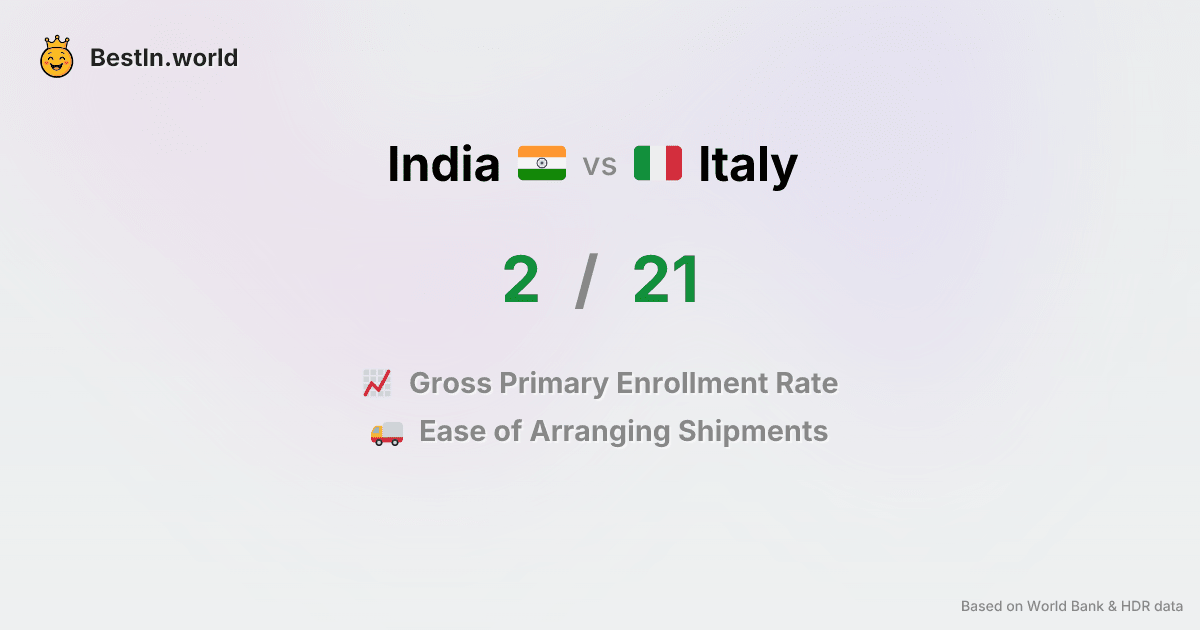 BestIn.world
India vs Italy
2 / 21
Gross Primary Enrollment Rate
Ease of Arranging Shipments
Based on World Bank & HDR data